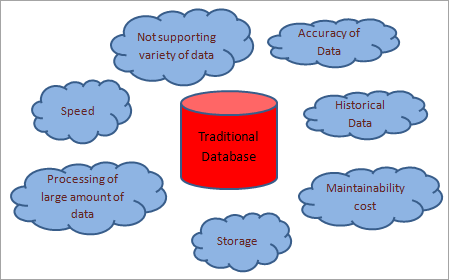 Not supporting
variety of data
Accuracy of
Data
Speed
Historical
Data
Traditional
Database
Processing of
large amount of
data
Maintainability
cost
Storage